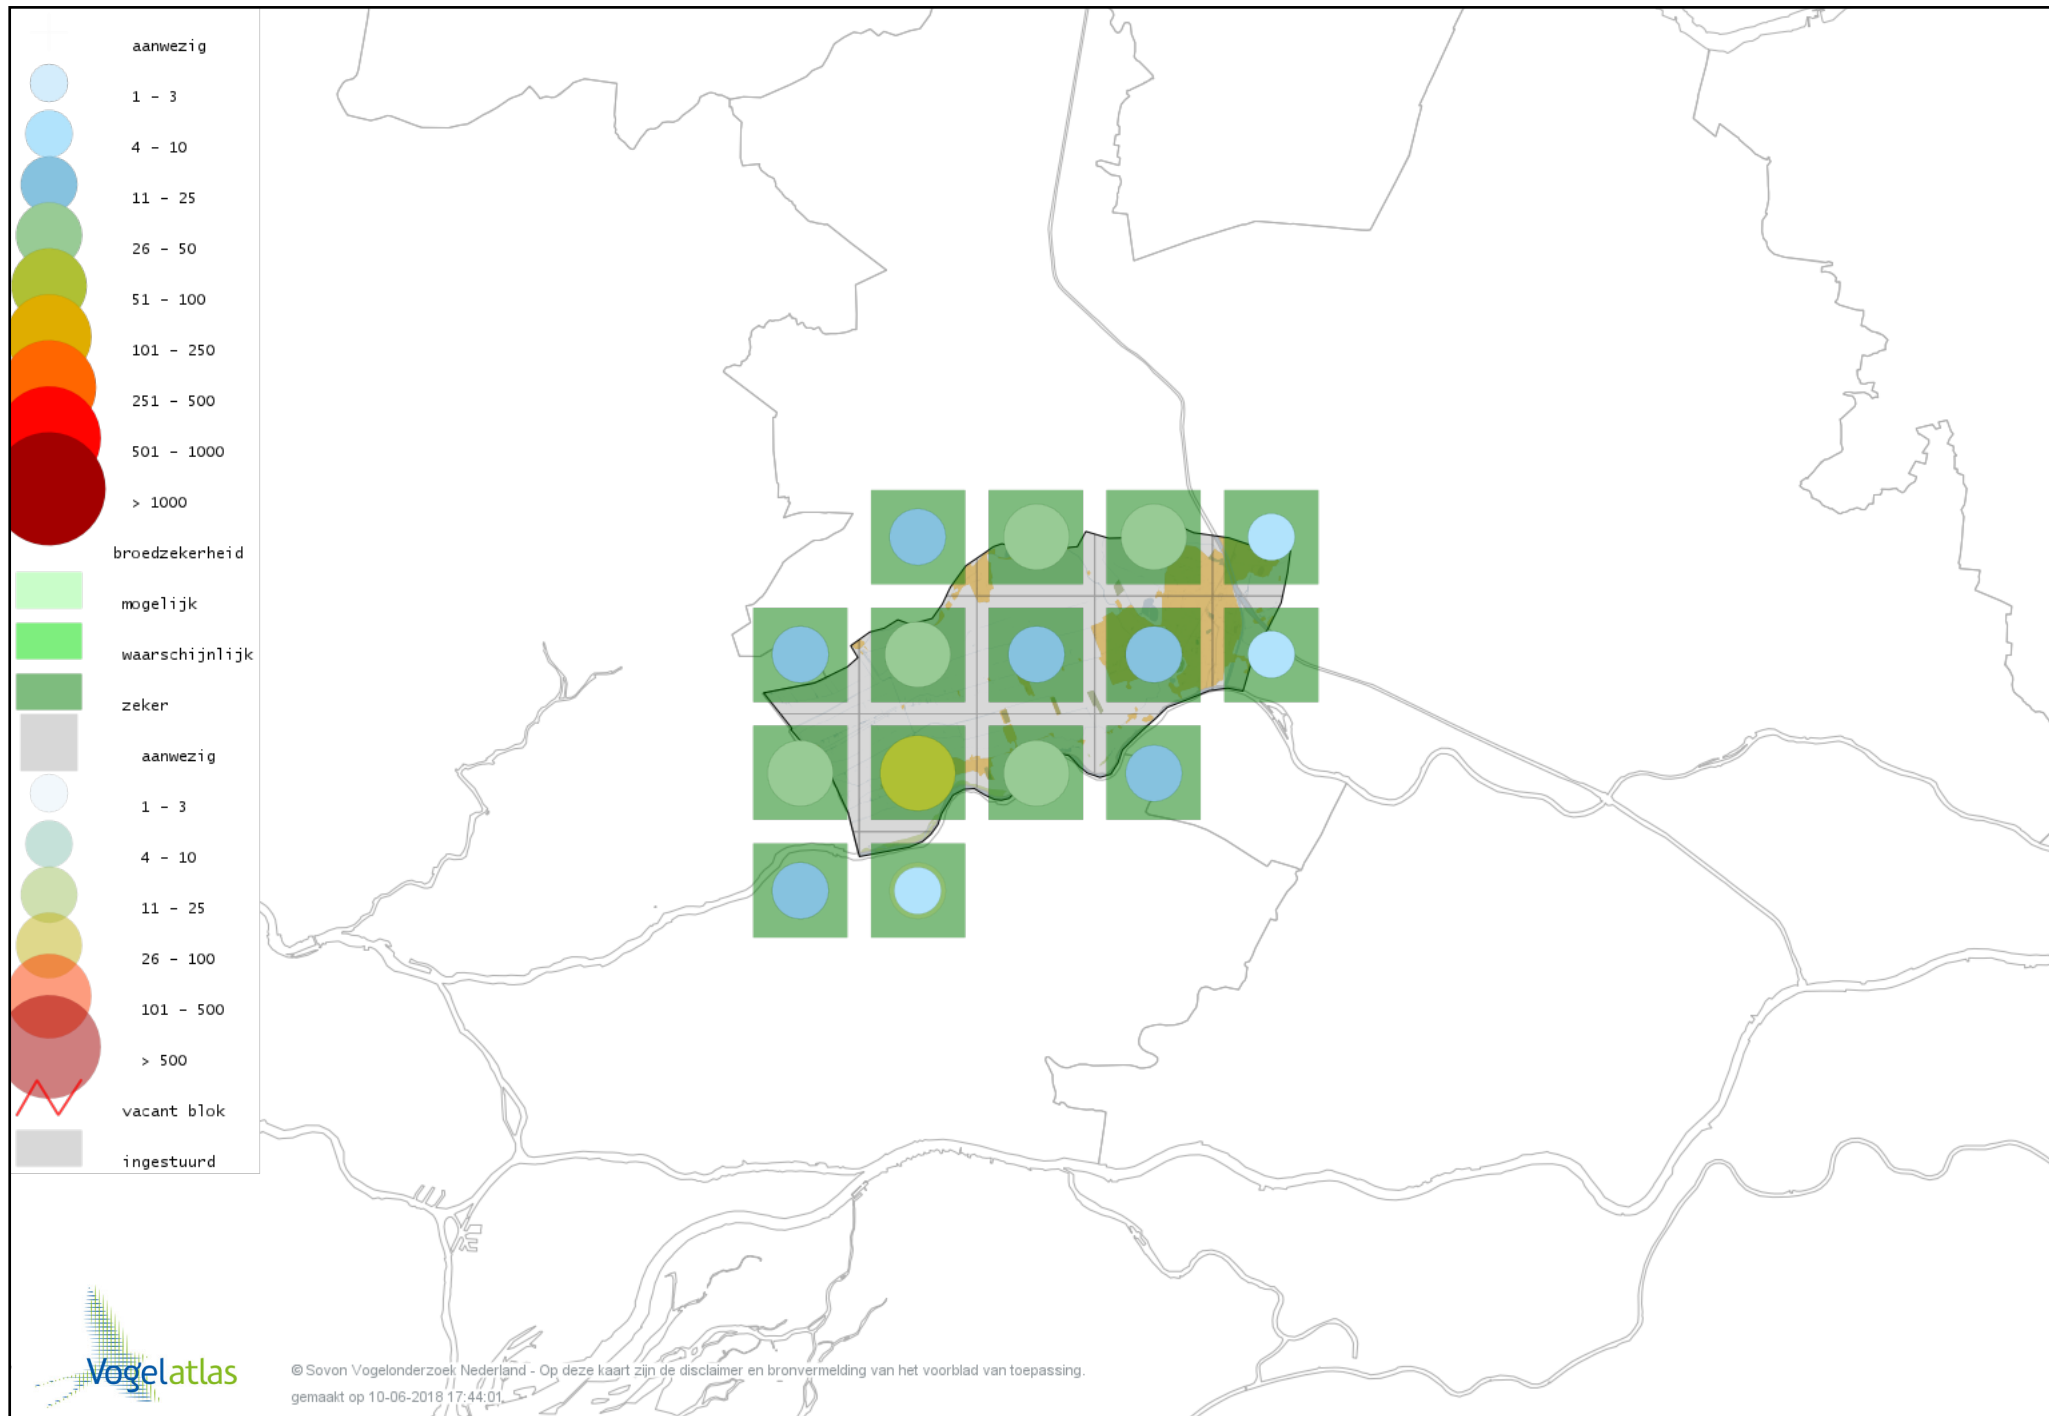 aanwezig
1 - 3
4 - 10
11 - 25
26 - 50
51 - 100
101 - 250
251 - 500
501 - 1000
> 1000
broedzekerheid
mogelijk
waarschijnlijk
zeker
aanwezig
1 - 3
4 - 10
11 - 25
26 - 100
101 - 500
> 500
vacant blok
ingestuurd
Vogelatlas
© Sovon Vogelonderzoek Nederland - Op deze kaart zijn de disclaimer en bronvermelding van het voorblad van toepassing.
gemaakt op 10-06-2018 17:44:01